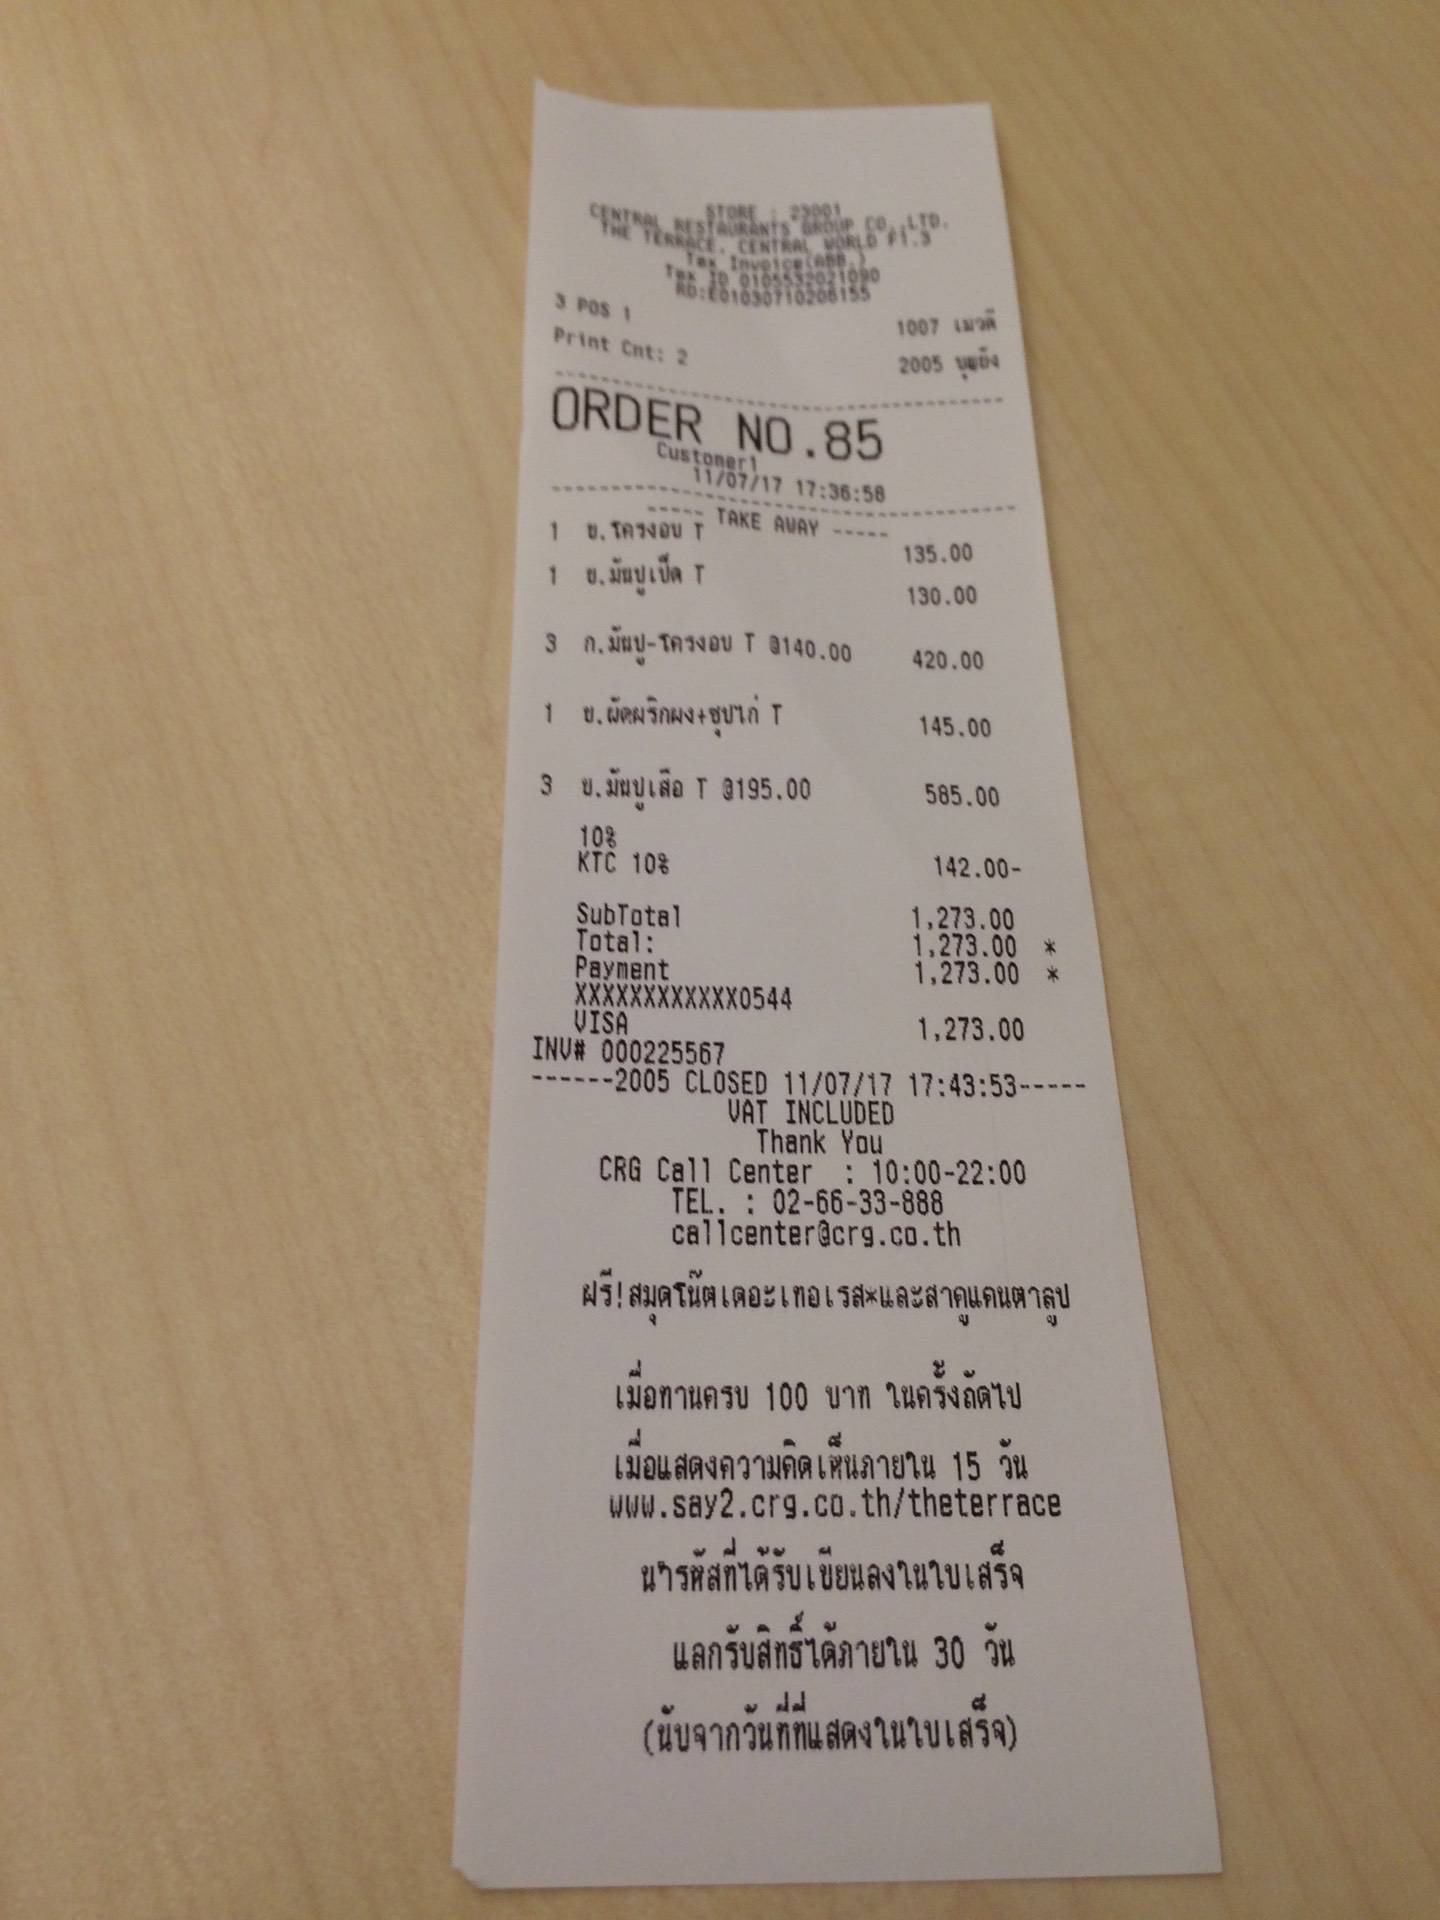 STORE : 23001
CENTRAL RESTAURANTS GROUP CO.,LTD.
THE TERRACE. CENTRAL WORLD Fl.3
Tax Invoice(ABB.)
Tax ID 0105532021090
RD:E01030710206155
3 POS 1 1007 เมวดี
Print Cnt: 2 2005
ORDER NO.85
Customer1
11/07/17 17:36:58
----- TAKE AWAY -----
1 ข.โครงอบ T 135.00
1 ข.มันปูเป็ด T 130.00
3 ก.มันปู-โครงอบ T @140.00 420.00
1 ข.ผัดพริกผง+ซุปไก่ T 145.00
3 ข.มันปูเสือ T @195.00 585.00
10%
KTC 10% 142.00-
SubTotal 1,273.00
Total: 1,273.00 *
Payment 1,273.00 *
XXXXXXXXXXXX0544
VISA 1,273.00
INV# 000225567
------2005 CLOSED 11/07/17 17:43:53-----
VAT INCLUDED
Thank You
CRG Call Center : 10:00-22:00
TEL. : 02-66-33-888
callcenter@crg.co.th
ฝรี!สมุดโน๊ตเดอะเทอเรส*และสาคูแคนตาลูป
เมื่อทานครบ 100 บาท ในครั้งถัดไป
เมื่อแสดงความคิดเห็นภายใน 15 วัน
www.say2.crg.co.th/theterrace
นำรหัสที่ได้รับเขียนลงในใบเสร็จ
แลกรับสิทธิ์ได้ภายใน 30 วัน
(นับจากวันที่ที่แสดงในใบเสร็จ)